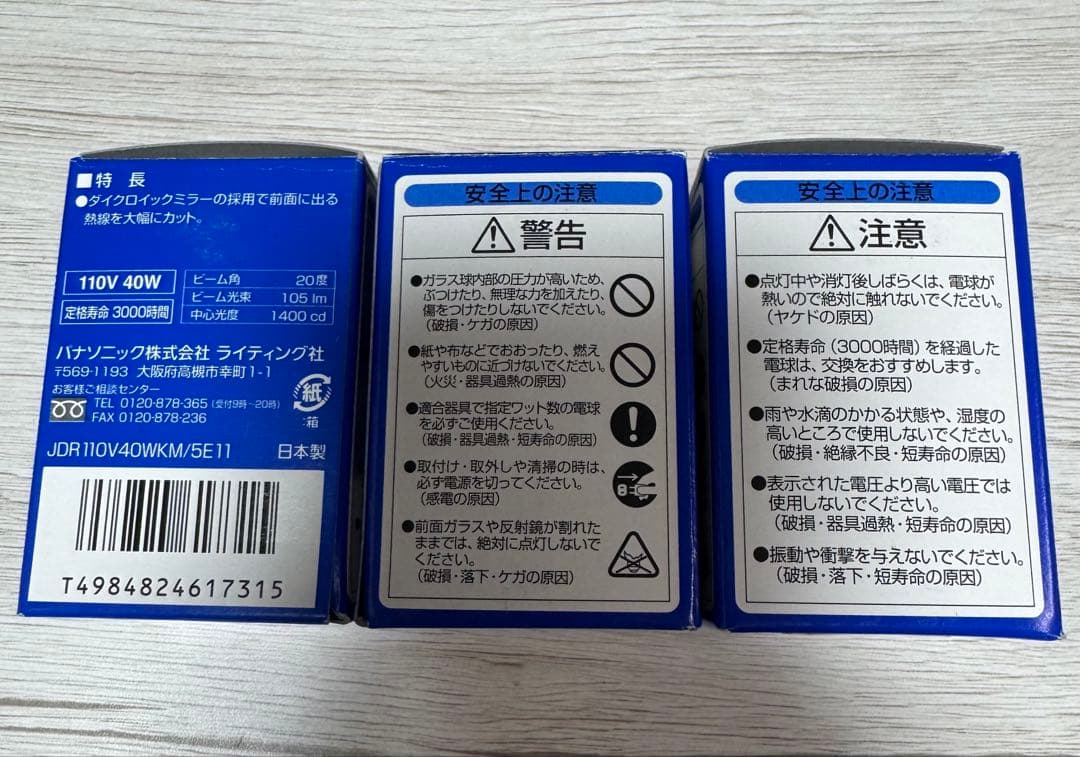 ■特 長
●ダイクロイックミラーの採用で前面に出る
熱線を大幅にカット。
110V 40W
定格寿命 3000時間
ビーム角 20度
ビーム光束 105 lm
中心光度 1400 cd
パナソニック株式会社 ライティング社
〒569-1193 大阪府高槻市幸町1-1
お客様ご相談センター
TEL 0120-878-365 (受付9時〜20時)
FAX 0120-878-236
紙
:箱
JDR110V40WKM/5E11 日本製
T4984824617315
安全上の注意
警告
●ガラス球内部の圧力が高いため、
ぶつけたり、無理な力を加えたり、
傷をつけたりしないでください。
(破損・ケガの原因)
●紙や布などでおおったり、燃え
やすいものに近づけないでください。
(火災・器具過熱の原因)
●適合器具で指定ワット数の電球
を必ずご使用ください。
(破損・器具過熱・短寿命の原因)
●取付け・取外しや清掃の時は、
必ず電源を切ってください。
(感電の原因)
●前面ガラスや反射鏡が割れた
ままでは、絶対に点灯しないで
ください。
(破損・落下・ケガの原因)
安全上の注意
注意
●点灯中や消灯後しばらくは、電球が
熱いので絶対に触れないでください。
(ヤケドの原因)
●定格寿命(3000時間)を経過した
電球は、交換をおすすめします。
(まれな破損の原因)
●雨や水滴のかかる状態や、湿度の
高いところで使用しないでください。
(破損・絶縁不良・短寿命の原因)
●表示された電圧より高い電圧では
使用しないでください。
(破損・器具過熱・短寿命の原因)
●振動や衝撃を与えないでください。
(破損・落下・短寿命の原因)